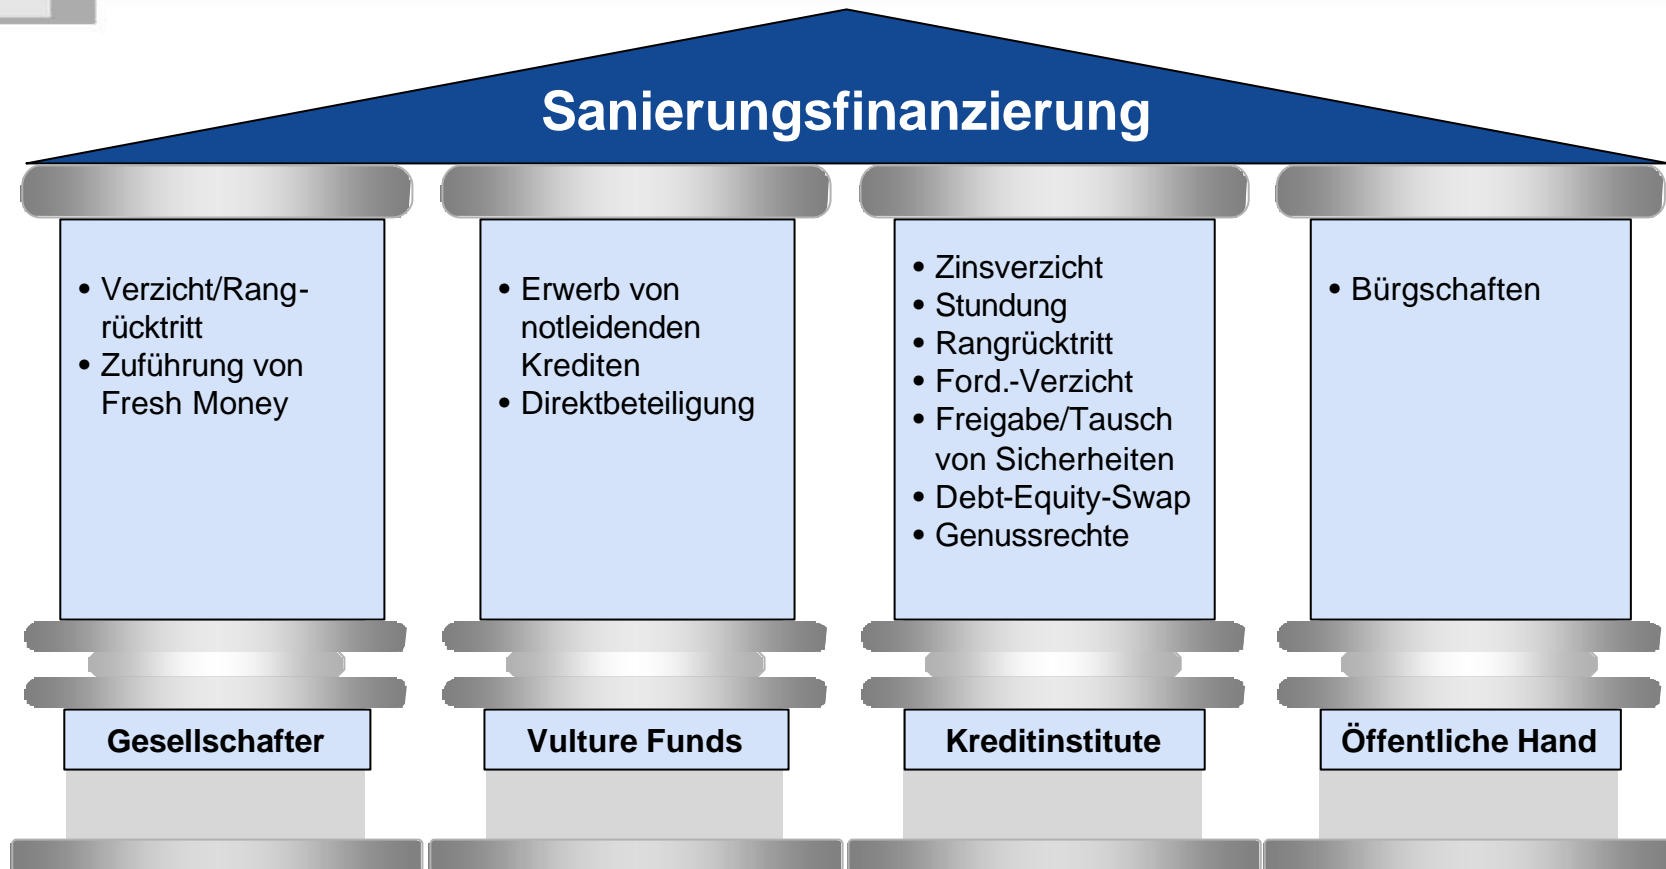 Sanierungsfinanzierung
• Verzicht/Rang-
rücktritt
• Zuführung von
Fresh Money
• Erwerb von
notleidenden
Krediten
• Direktbeteiligung
• Zinsverzicht
• Stundung
• Rangrücktritt
• Ford.-Verzicht
• Freigabe/Tausch
von Sicherheiten
• Debt-Equity-Swap
• Genussrechte
• Bürgschaften
Gesellschafter
Vulture Funds
Kreditinstitute
Öffentliche Hand